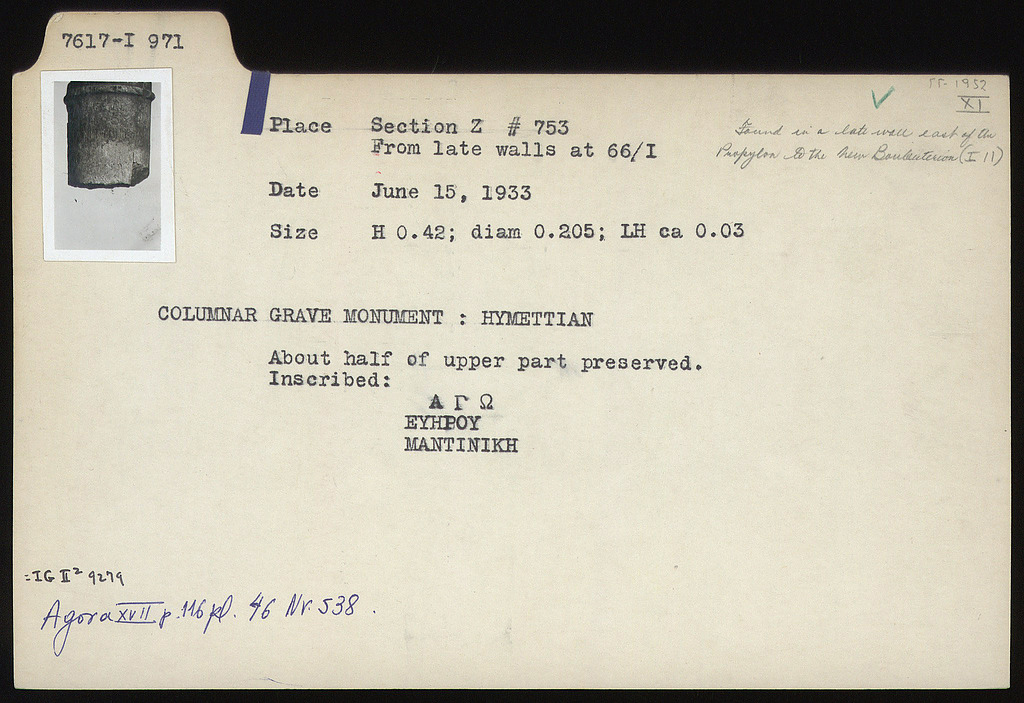 7617-I 971
1952
XI
Place Section Z # 753
From late walls at 66/I
Found in a late wall east of the
Propylon to the New Bouleuterion (I 11)
Date June 15, 1933
Size H 0.42; diam 0.205; LH ca 0.03
COLUMNAR GRAVE MONUMENT : HYMETTIAN
About half of upper part preserved.
Inscribed:
Α Γ Ω
ΕΥΗΡΟΥ
ΜΑΝΤΙΝΙΚΗ
=IG II² 9279
Agora XVII p. 116 pl. 46 Nr. 538.